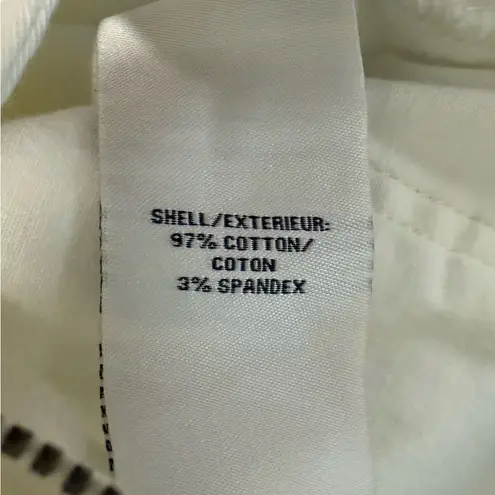 SHELL/EXTERIEUR:
97% COTTON/
COTON
3% SPANDEX